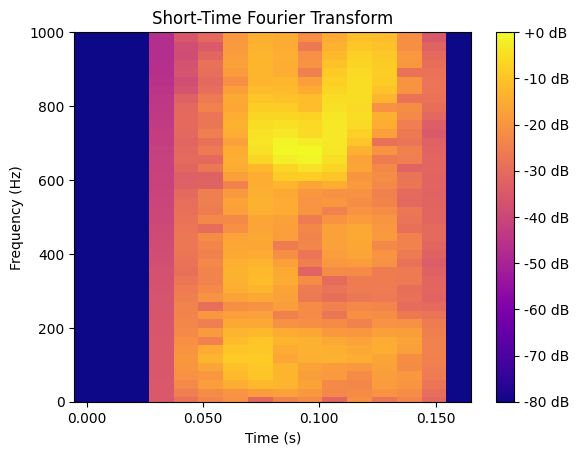 Short-Time Fourier Transform
1000
800
600
400
200
0
Frequency (Hz)
0.000
0.050
0.100
0.150
Time (s)
+0 dB
-10 dB
-20 dB
-30 dB
-40 dB
-50 dB
-60 dB
-70 dB
-80 dB